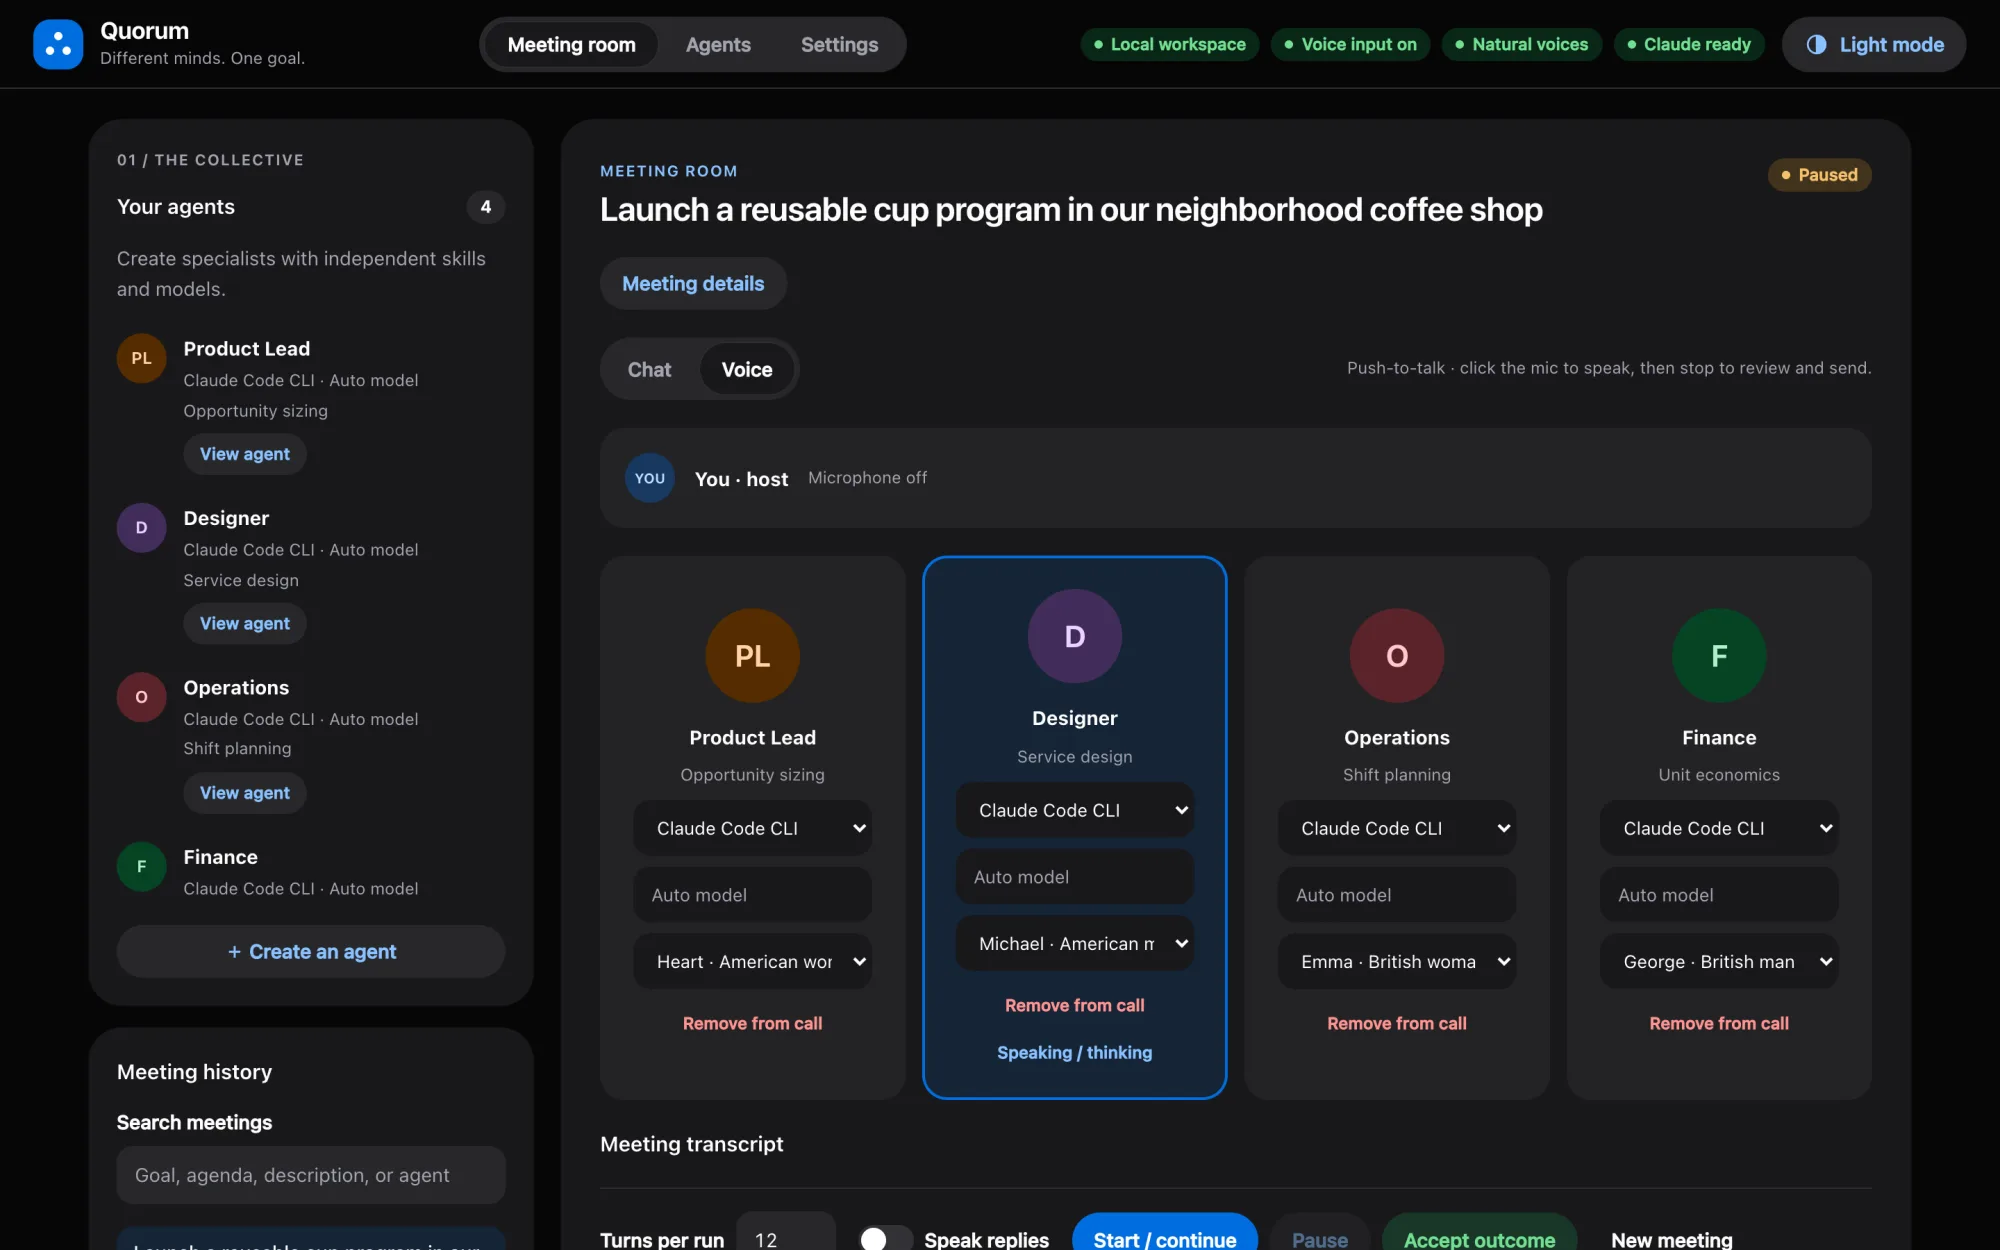 Quorum
Different minds. One goal.
Meeting room
Agents
Settings
Local workspace
Voice input on
Natural voices
Claude ready
Light mode
01 / THE COLLECTIVE
Your agents
4
Create specialists with independent skills
and models.
PL
Product Lead
Claude Code CLI · Auto model
Opportunity sizing
View agent
D
Designer
Claude Code CLI · Auto model
Service design
View agent
O
Operations
Claude Code CLI · Auto model
Shift planning
View agent
F
Finance
Claude Code CLI · Auto model
+ Create an agent
Meeting history
Search meetings
Goal, agenda, description, or agent
Launch a reusable cup program in our
MEETING ROOM
Paused
Launch a reusable cup program in our neighborhood coffee shop
Meeting details
Chat
Voice
Push-to-talk · click the mic to speak, then stop to review and send.
YOU
You · host
Microphone off
PL
Product Lead
Opportunity sizing
Claude Code CLI
Auto model
Heart · American wor
Remove from call
D
Designer
Service design
Claude Code CLI
Auto model
Michael · American m
Remove from call
Speaking / thinking
O
Operations
Shift planning
Claude Code CLI
Auto model
Emma · British woma
Remove from call
F
Finance
Unit economics
Claude Code CLI
Auto model
George · British man
Remove from call
Meeting transcript
Turns per run
12
Speak replies
Start / continue
Pause
Accept outcome
New meeting